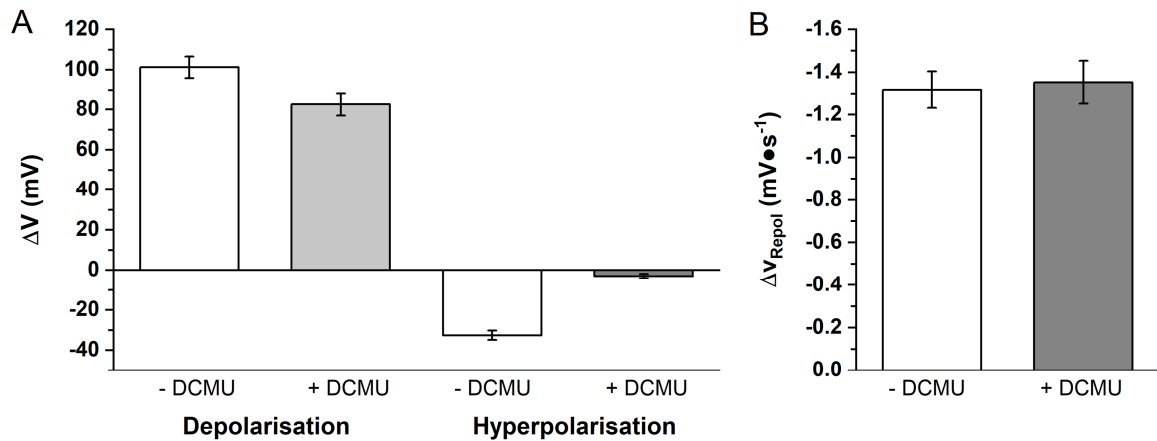 A
ΔV (mV)
120
100
80
60
40
20
0
-20
-40
- DCMU
+ DCMU
- DCMU
+ DCMU
Depolarisation
Hyperpolarisation
B
Δv_Repol (mV●s⁻¹)
-1.6
-1.4
-1.2
-1.0
-0.8
-0.6
-0.4
-0.2
0.0
- DCMU
+ DCMU